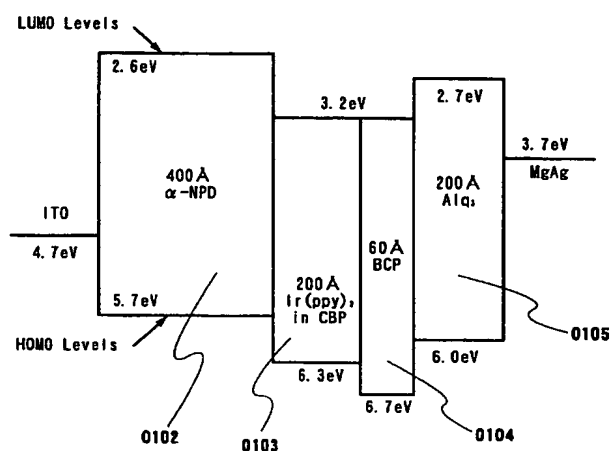 LUMO Levels
2.6eV
3.2eV
2.7eV
3.7eV
MgAg
400Å
α-NPD
200Å
Alq₃
ITO
4.7eV
60Å
BCP
200Å
Ir(ppy)₃
in CBP
5.7eV
HOMO Levels
6.3eV
6.7eV
6.0eV
0105
0102
0103
0104